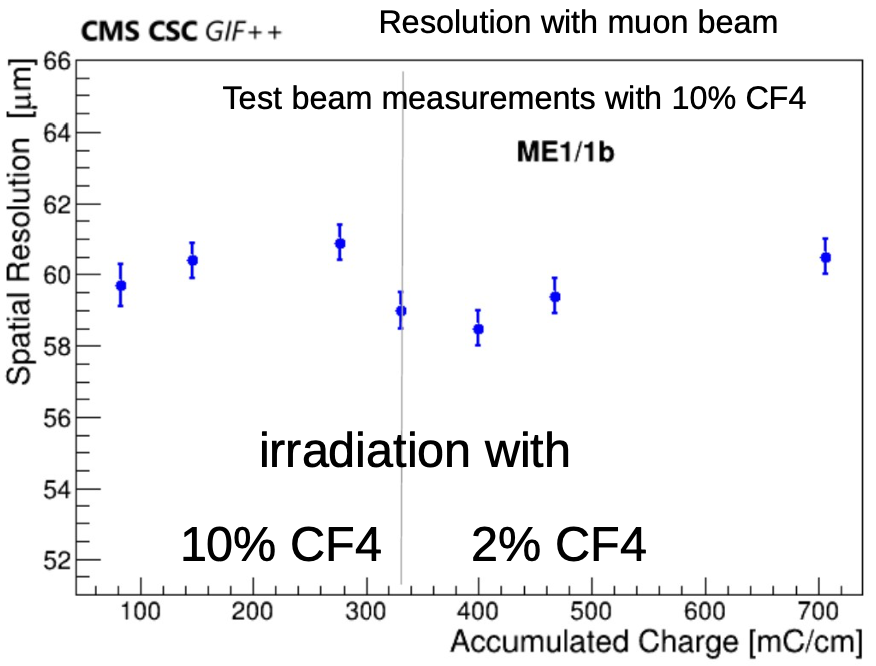 CMS CSC GIF++
Resolution with muon beam
Spatial Resolution [μm]
66
64
62
60
58
56
54
52
Test beam measurements with 10% CF4
ME1/1b
irradiation with
10% CF4 2% CF4
100 200 300 400 500 600 700
Accumulated Charge [mC/cm]